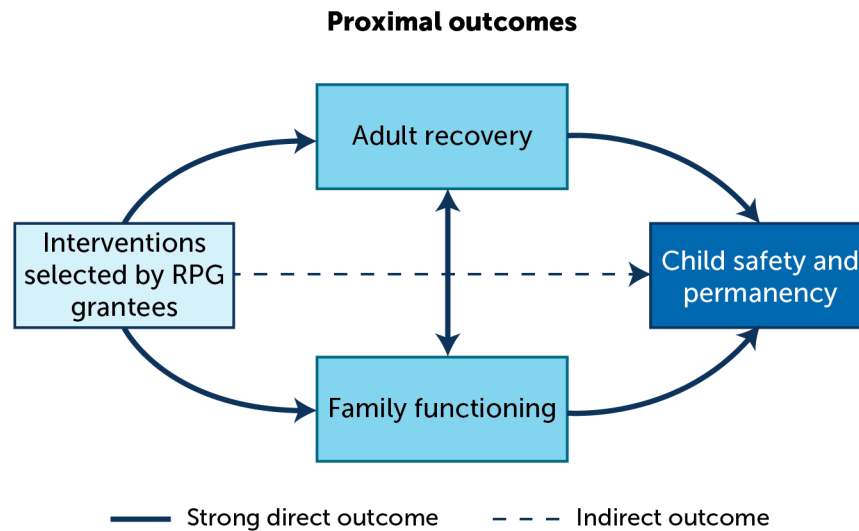 Proximal outcomes
Adult recovery
Interventions
selected by RPG
grantees
Child safety and
permanency
Family functioning
Strong direct outcome
Indirect outcome